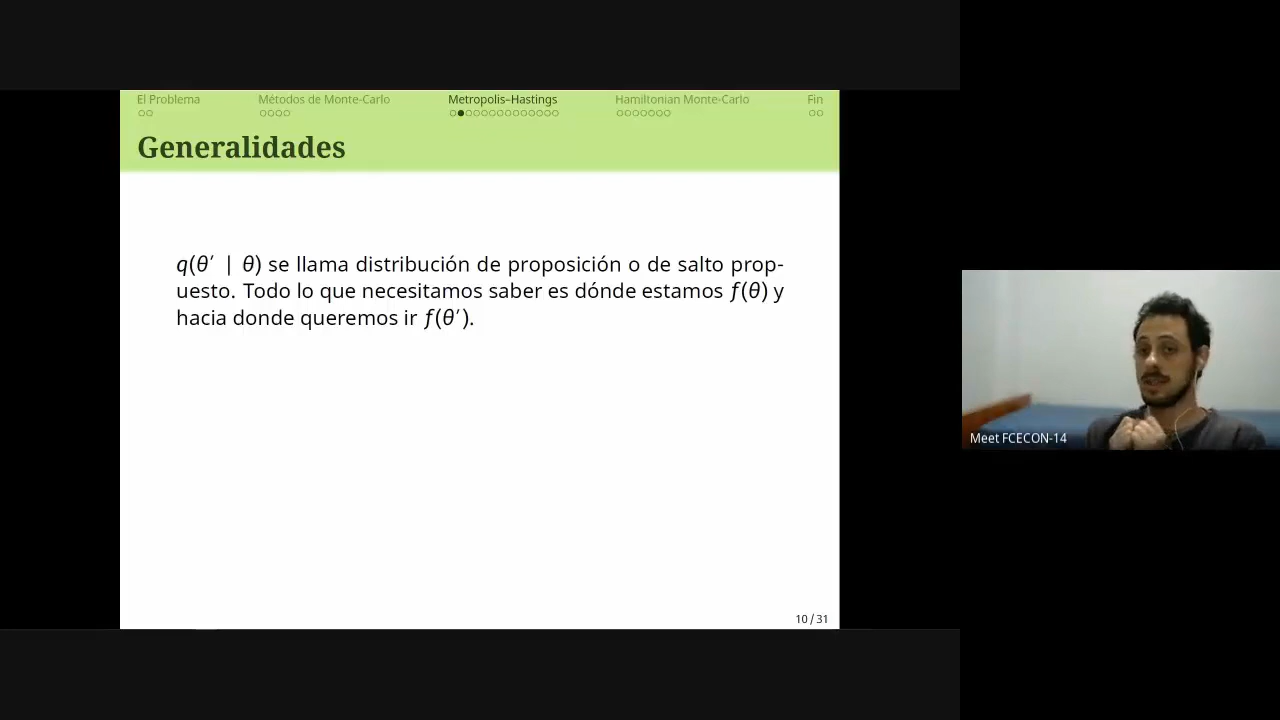 El Problema Métodos de Monte-Carlo Metropolis–Hastings Hamiltonian Monte-Carlo Fin
Generalidades
q(θ′ | θ) se llama distribución de proposición o de salto prop-
uesto. Todo lo que necesitamos saber es dónde estamos f(θ) y
hacia donde queremos ir f(θ′).
Meet FCECON-14
10 / 31